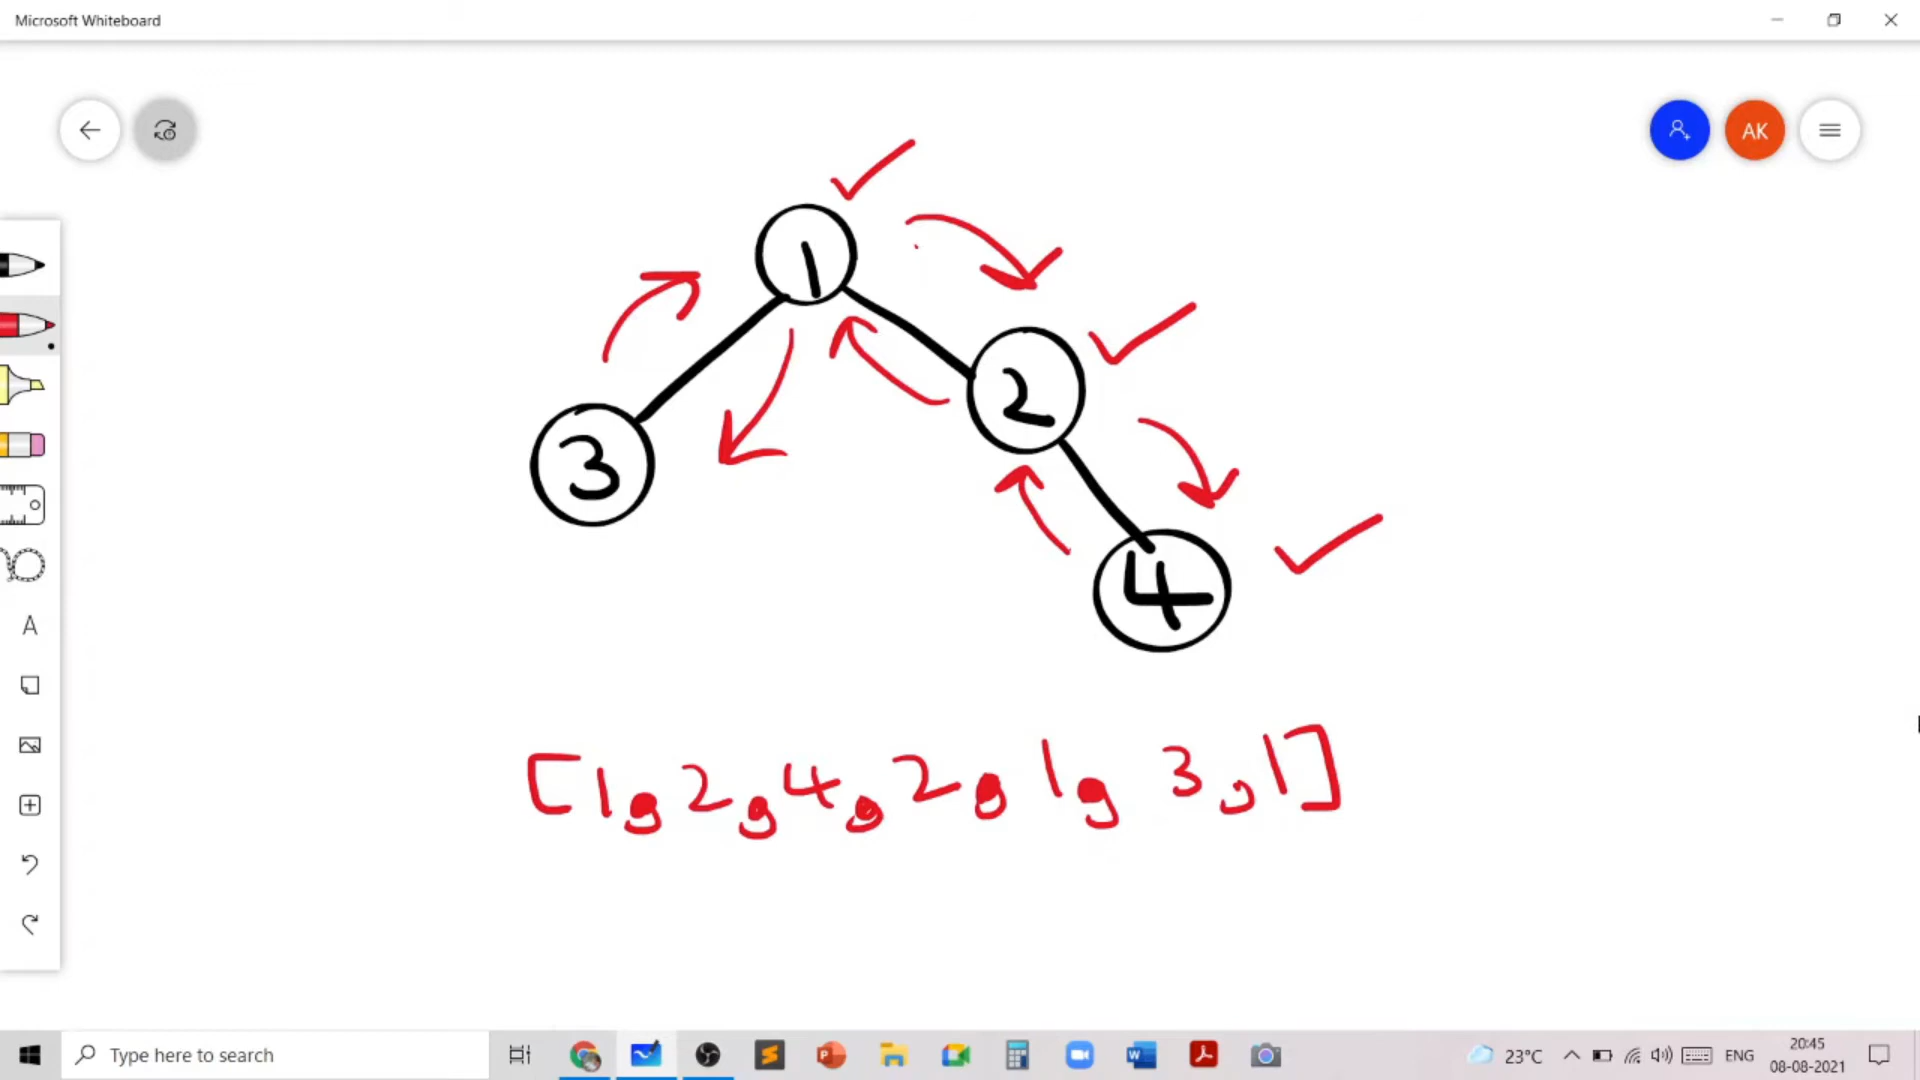 Microsoft Whiteboard
AK
1
2
3
4
[1, 2, 4, 2, 1, 3, 1]
A
Type here to search
23°C
ENG
20:45
08-08-2021